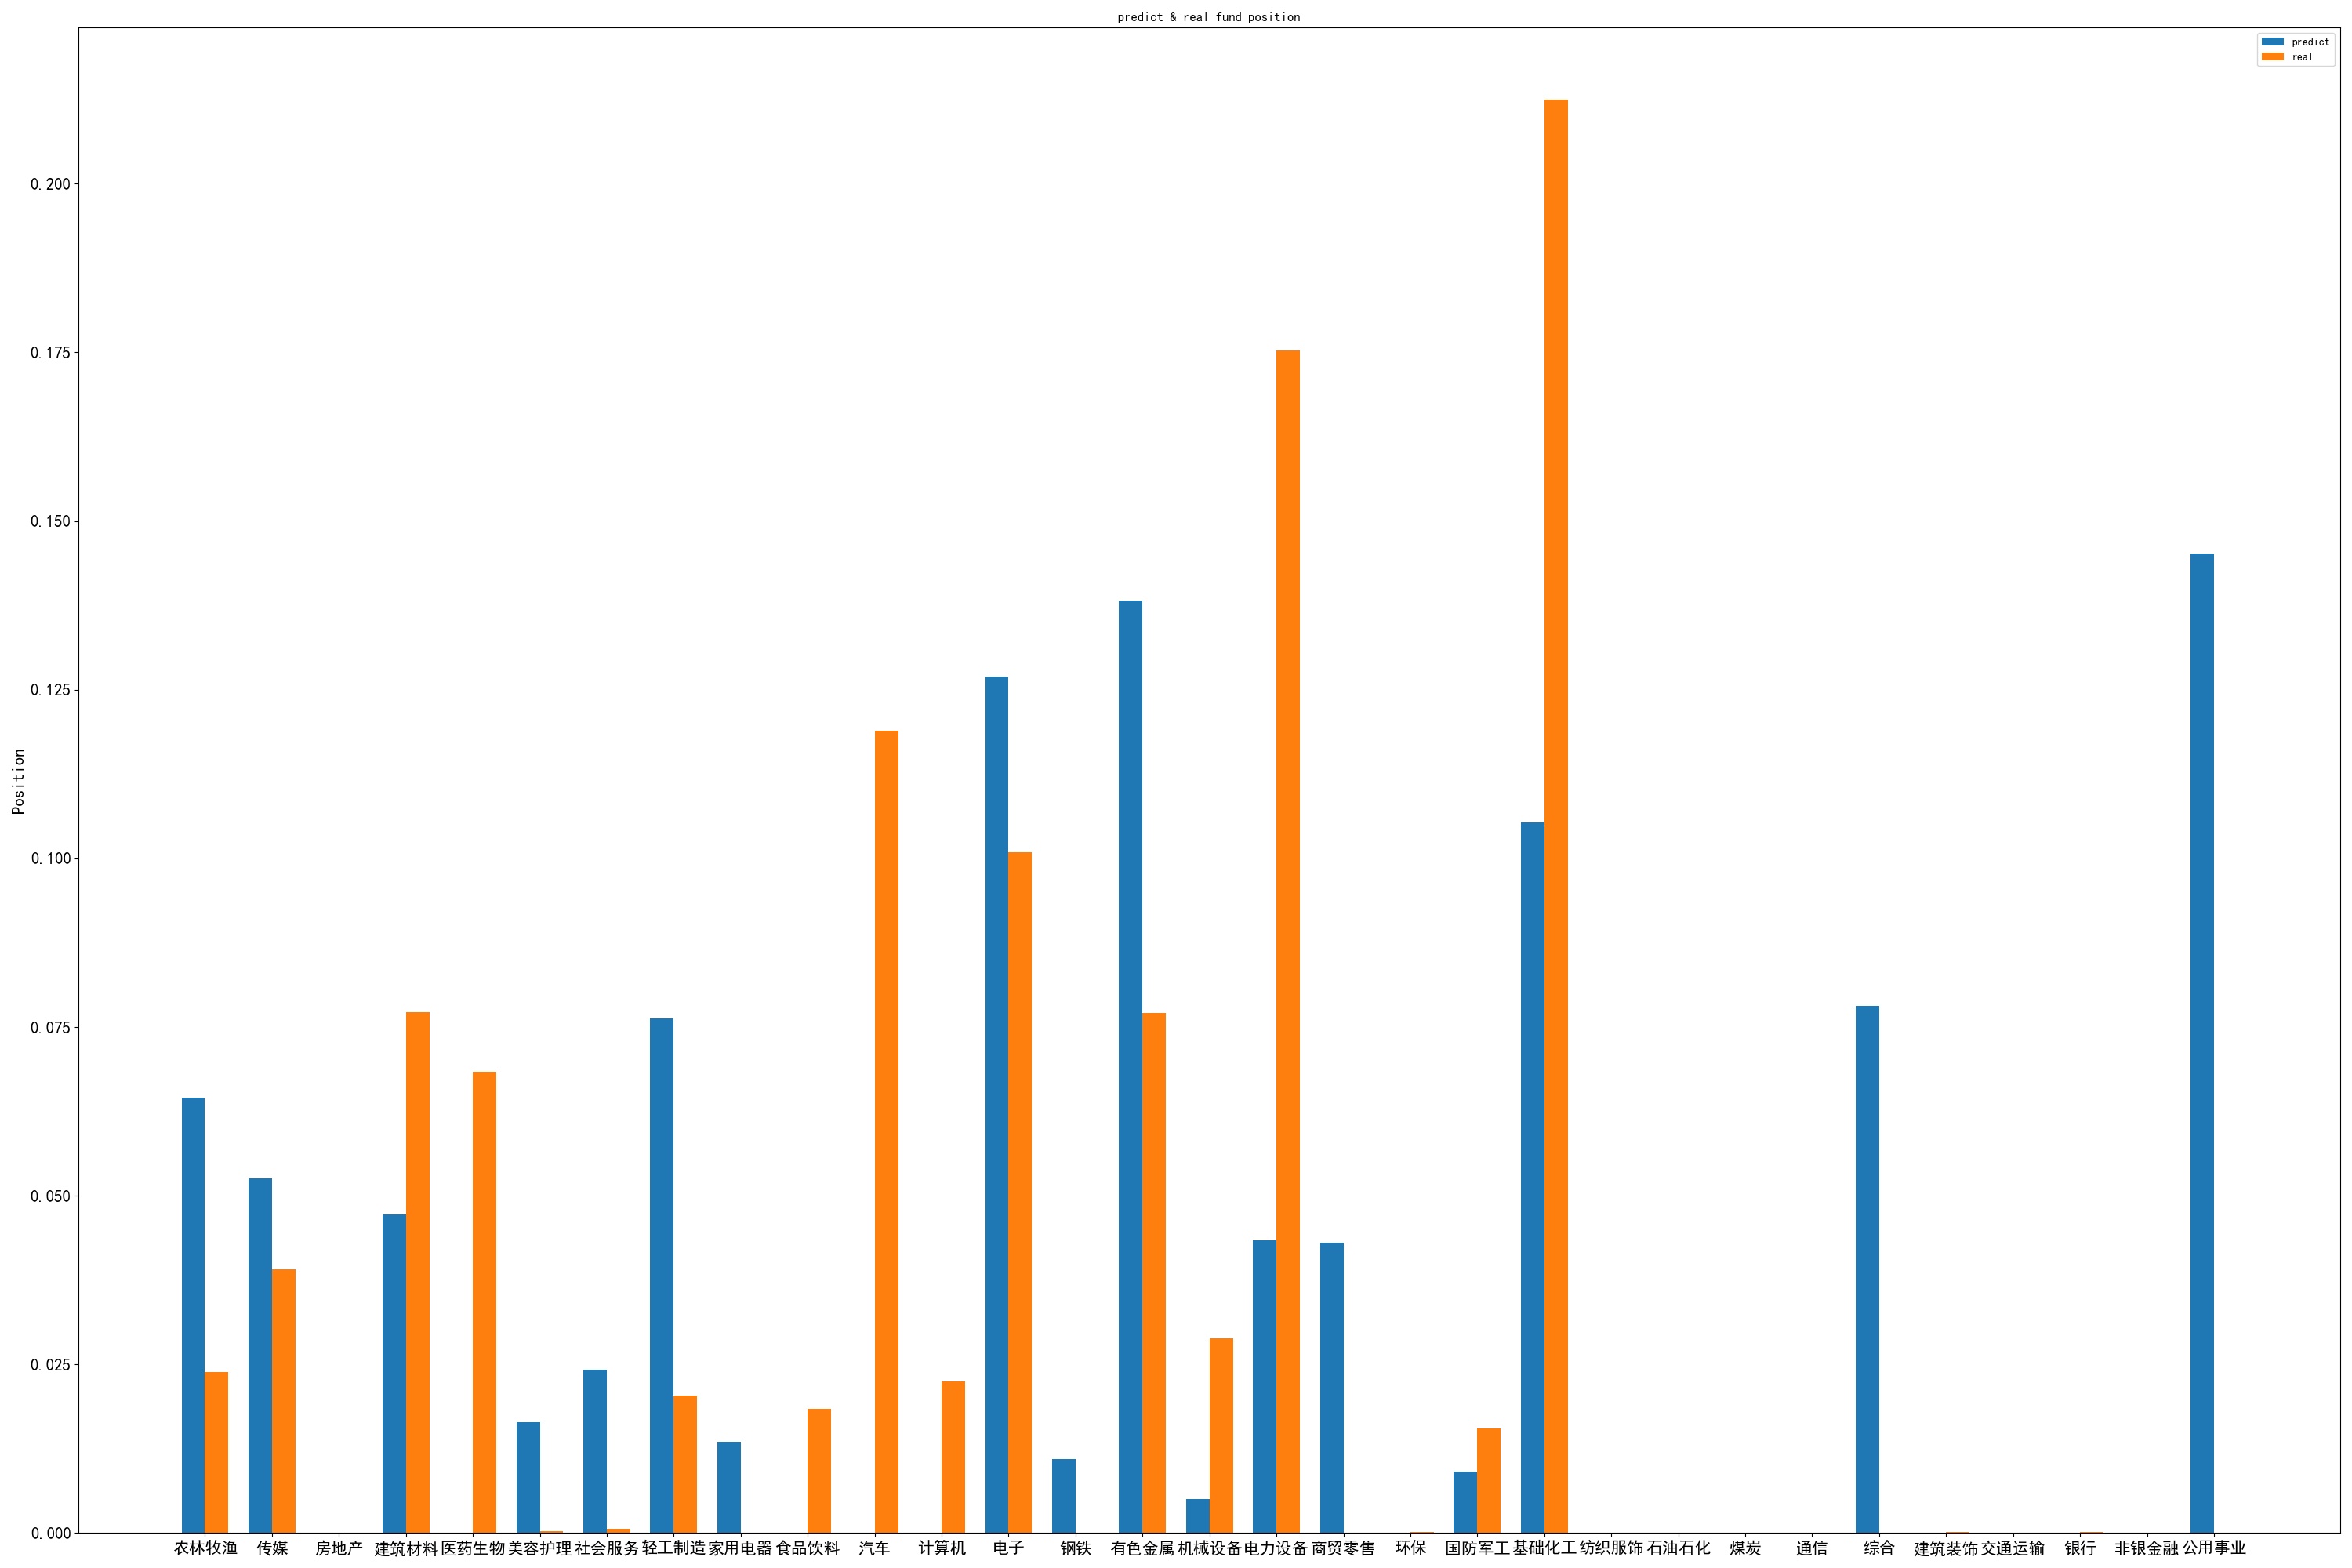 predict & real fund position
predict
real
Position
0.200
0.175
0.150
0.125
0.100
0.075
0.050
0.025
0.000
农林牧渔 传媒 房地产 建筑材料 医药生物 美容护理 社会服务 轻工制造 家用电器 食品饮料 汽车 计算机 电子 钢铁 有色金属 机械设备 电力设备 商贸零售 环保 国防军工 基础化工 纺织服饰 石油石化 煤炭 通信 综合 建筑装饰 交通运输 银行 非银金融 公用事业